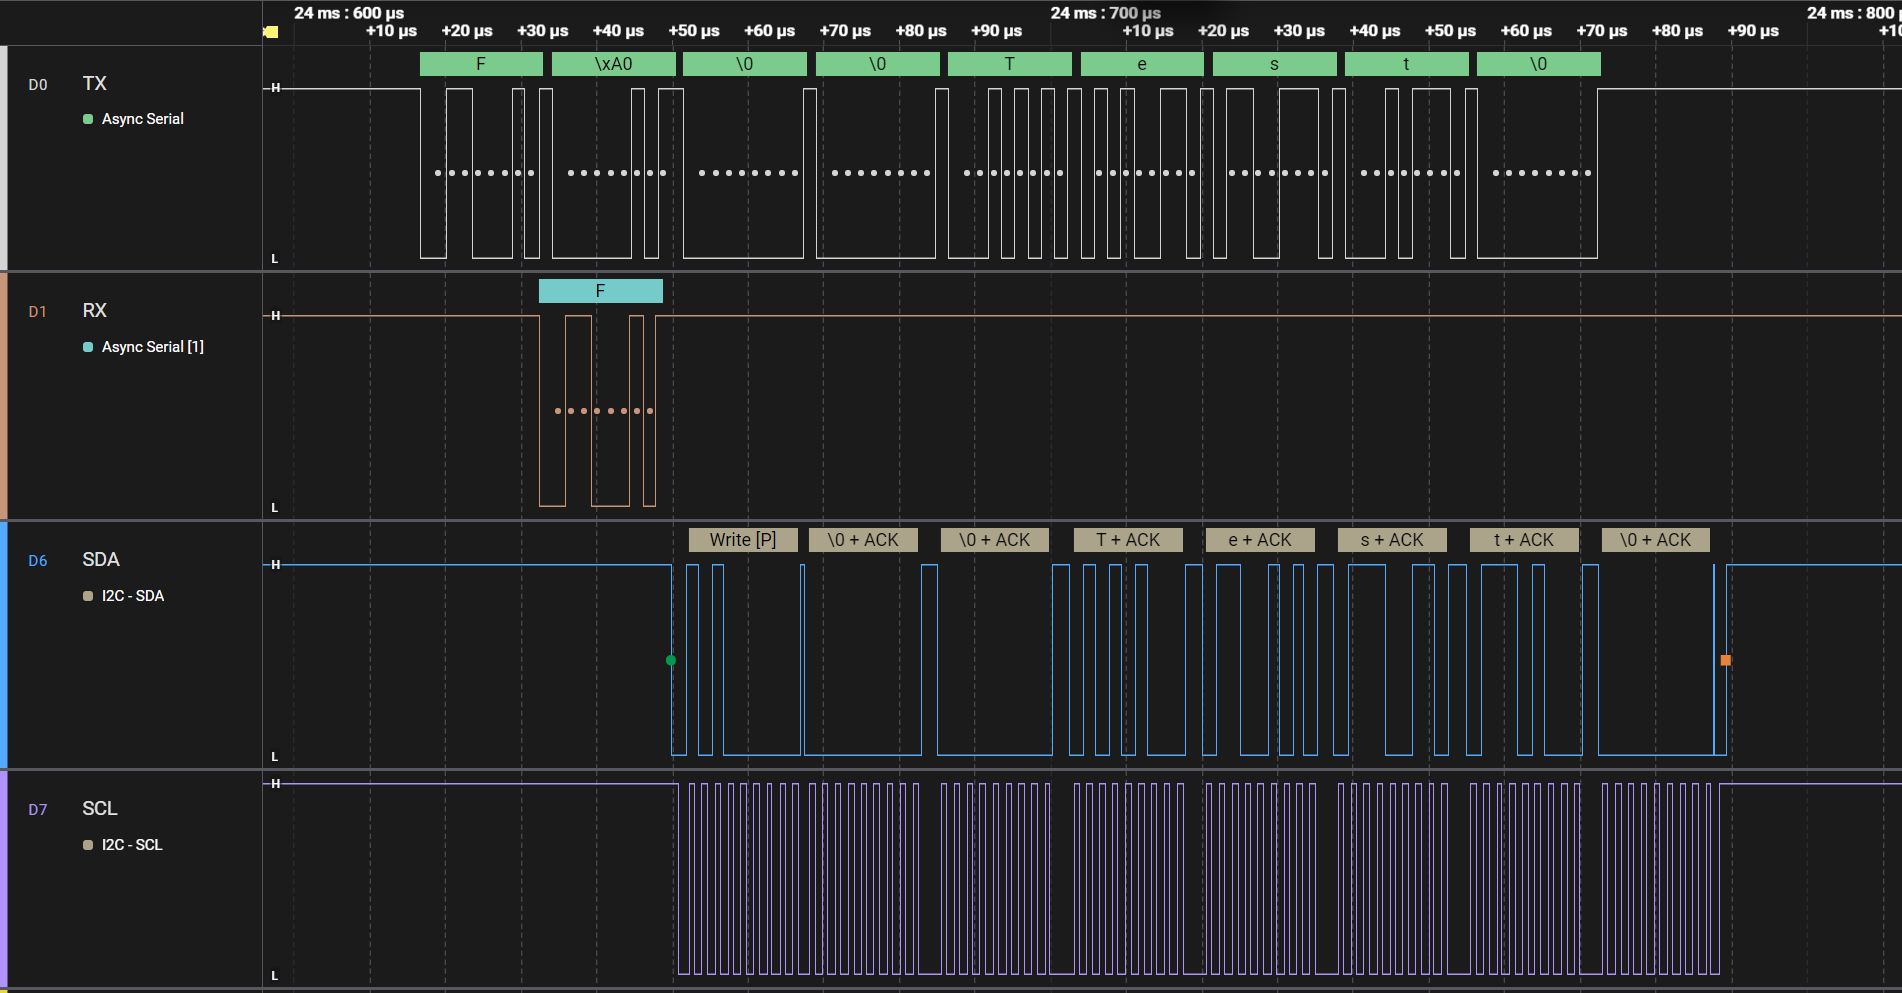 24 ms : 600 µs 24 ms : 700 µs 24 ms : 800
+10 µs +20 µs +30 µs +40 µs +50 µs +60 µs +70 µs +80 µs +90 µs +10 µs +20 µs +30 µs +40 µs +50 µs +60 µs +70 µs +80 µs +90 µs +10
F \xA0 \0 \0 T e s t \0
D0 TX H
Async Serial
L
F
D1 RX H
Async Serial [1]
L
Write [P] \0 + ACK \0 + ACK T + ACK e + ACK s + ACK t + ACK \0 + ACK
D6 SDA H
I2C - SDA
L
H
D7 SCL
I2C - SCL
L